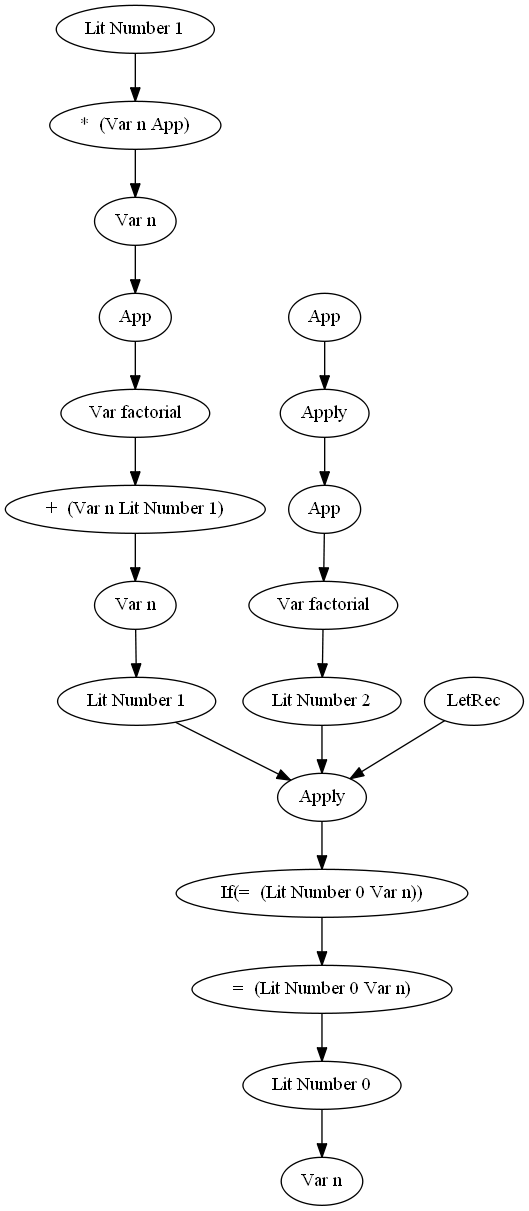 Lit Number 1
* (Var n App)
Var n
App
App
Var factorial
Apply
+ (Var n Lit Number 1)
App
Var n
Var factorial
Lit Number 1
Lit Number 2
LetRec
Apply
If(= (Lit Number 0 Var n))
= (Lit Number 0 Var n)
Lit Number 0
Var n